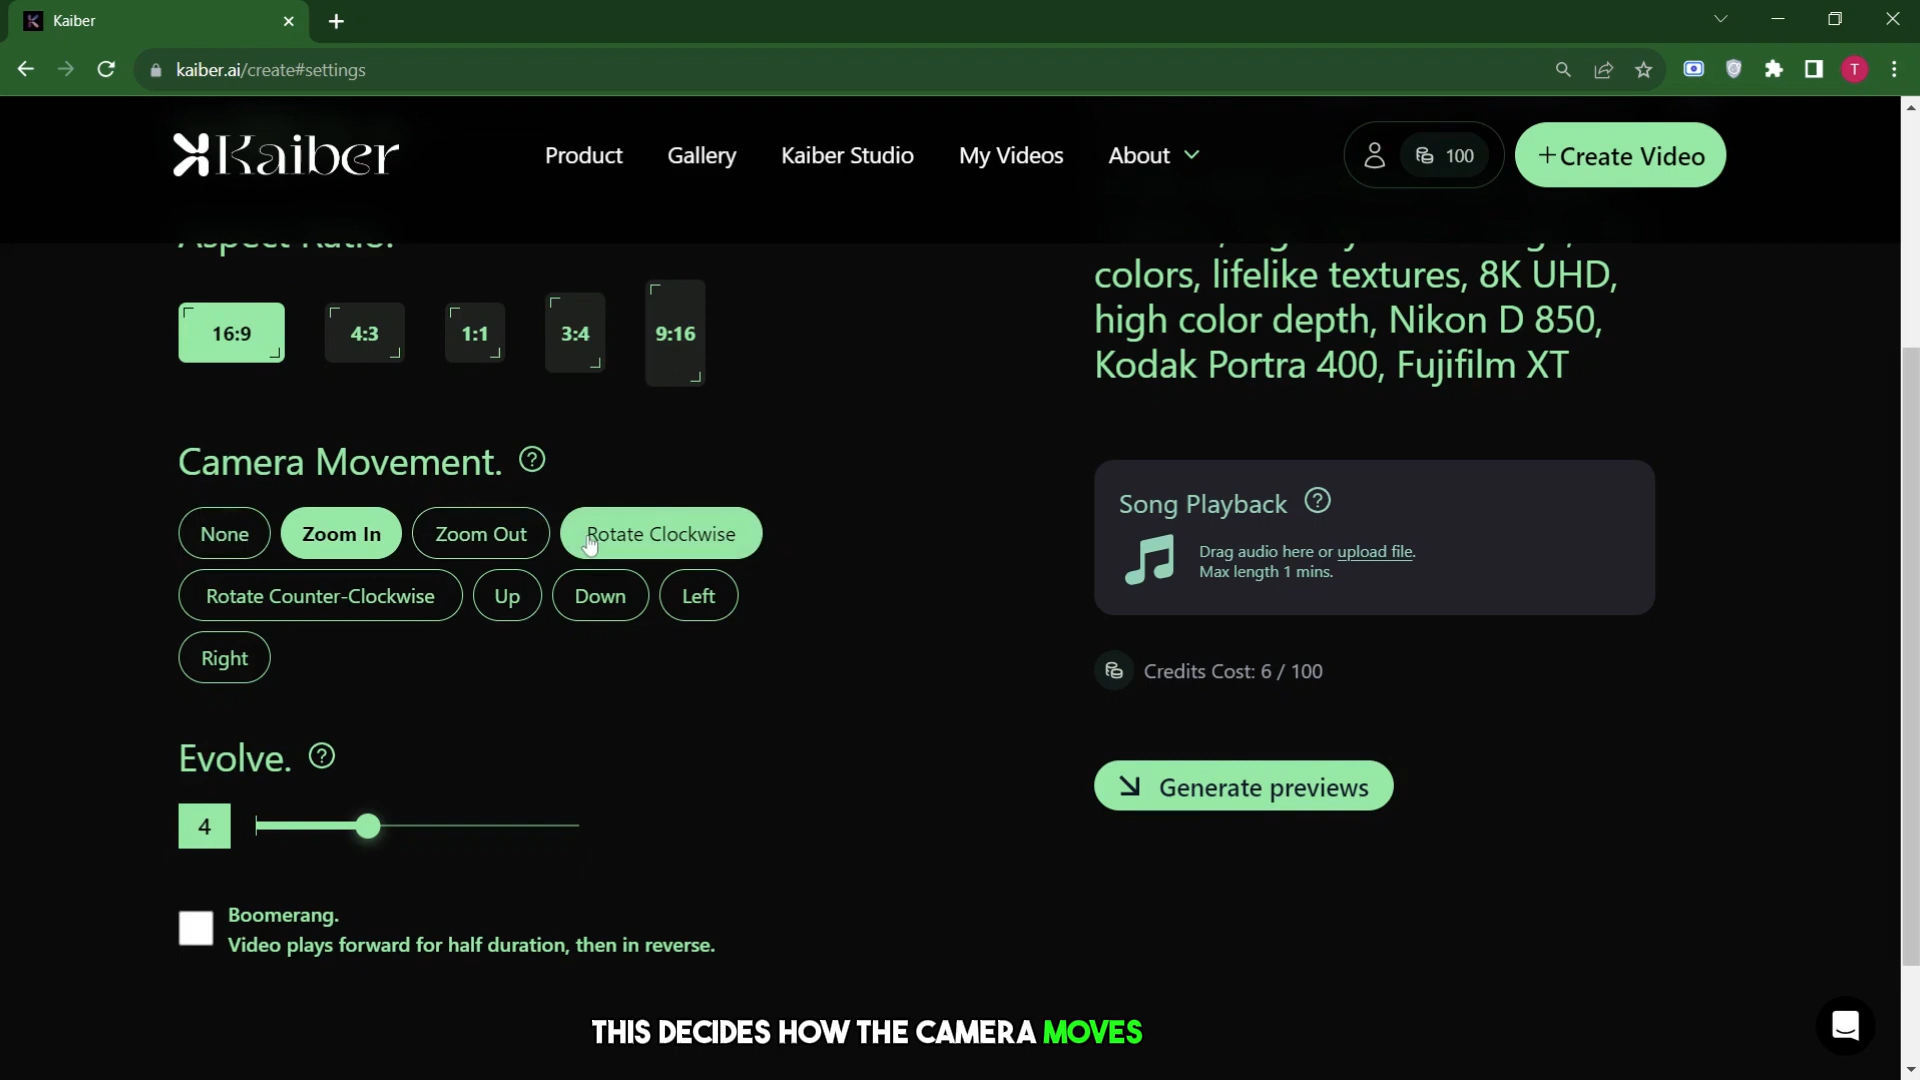 Kaiber
kaiber.ai/create#settings
T
Kaiber
Product
Gallery
Kaiber Studio
My Videos
About
100
+Create Video
Aspect Ratio.
colors, lifelike textures, 8K UHD,
high color depth, Nikon D 850,
Kodak Portra 400, Fujifilm XT
16:9
4:3
1:1
3:4
9:16
Camera Movement. ?
None
Zoom In
Zoom Out
Rotate Clockwise
Rotate Counter-Clockwise
Up
Down
Left
Right
Song Playback ?
Drag audio here or upload file.
Max length 1 mins.
Credits Cost: 6 / 100
Evolve. ?
4
Generate previews
Boomerang.
Video plays forward for half duration, then in reverse.
THIS DECIDES HOW THE CAMERA MOVES